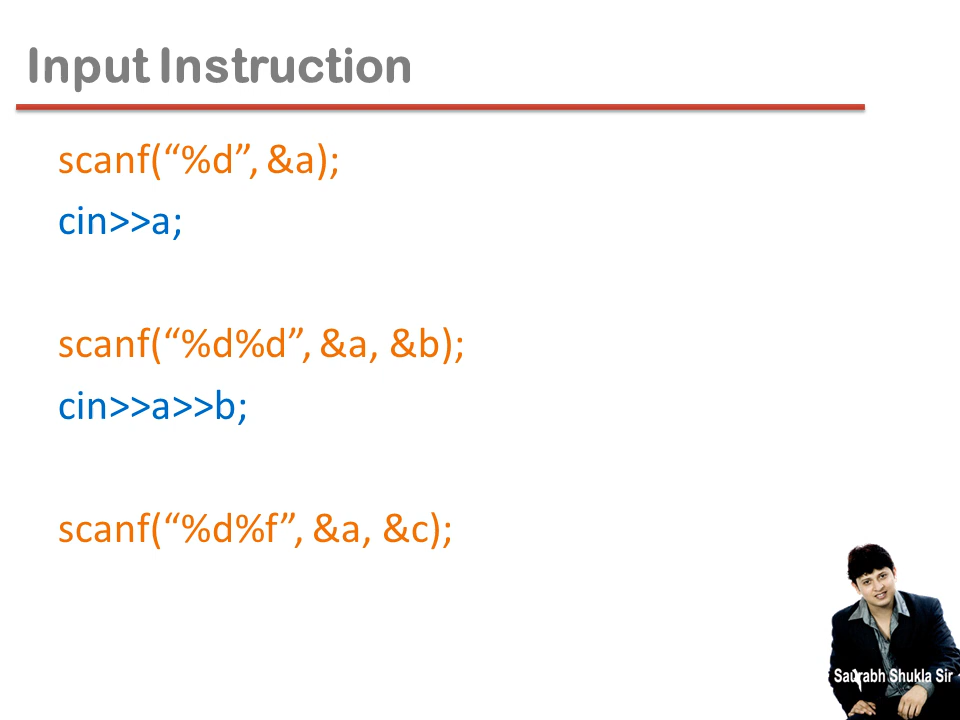 Input Instruction
scanf(“%d”, &a);
cin>>a;
scanf(“%d%d”, &a, &b);
cin>>a>>b;
scanf(“%d%f”, &a, &c);
Saurabh Shukla Sir